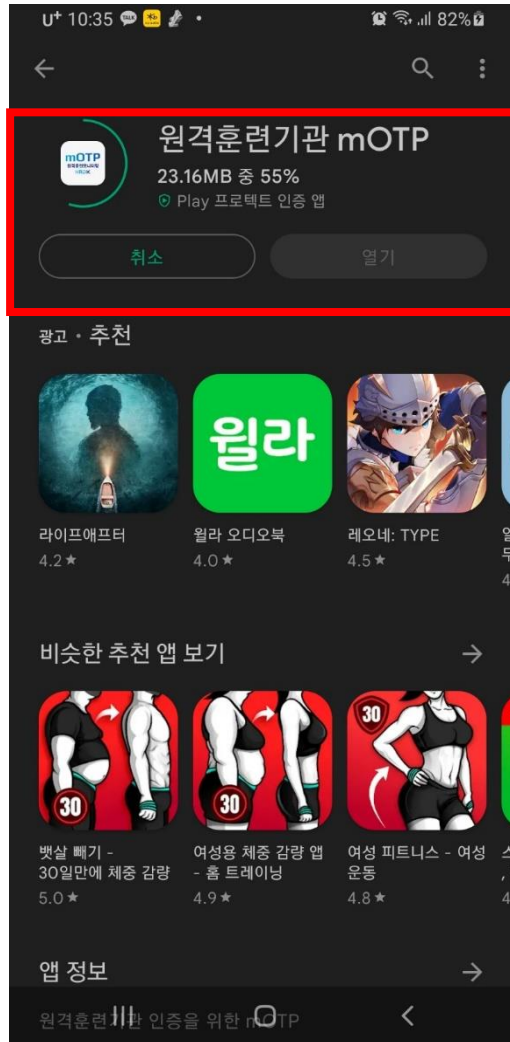 U+ 10:35 82%
mOTP
원격훈련기관 mOTP
23.16MB 중 55%
Play 프로텍트 인증 앱
취소 열기
광고 • 추천
윌라
라이프애프터 윌라 오디오북 레오네: TYPE
4.2★ 4.0★ 4.5★
비슷한 추천 앱 보기
30 30 30
뱃살 빼기 - 여성용 체중 감량 앱 여성 피트니스 - 여성
30일만에 체중 감량 - 홈 트레이닝 운동
5.0★ 4.9★ 4.8★
앱 정보
원격훈련기관 인증을 위한 mOTP